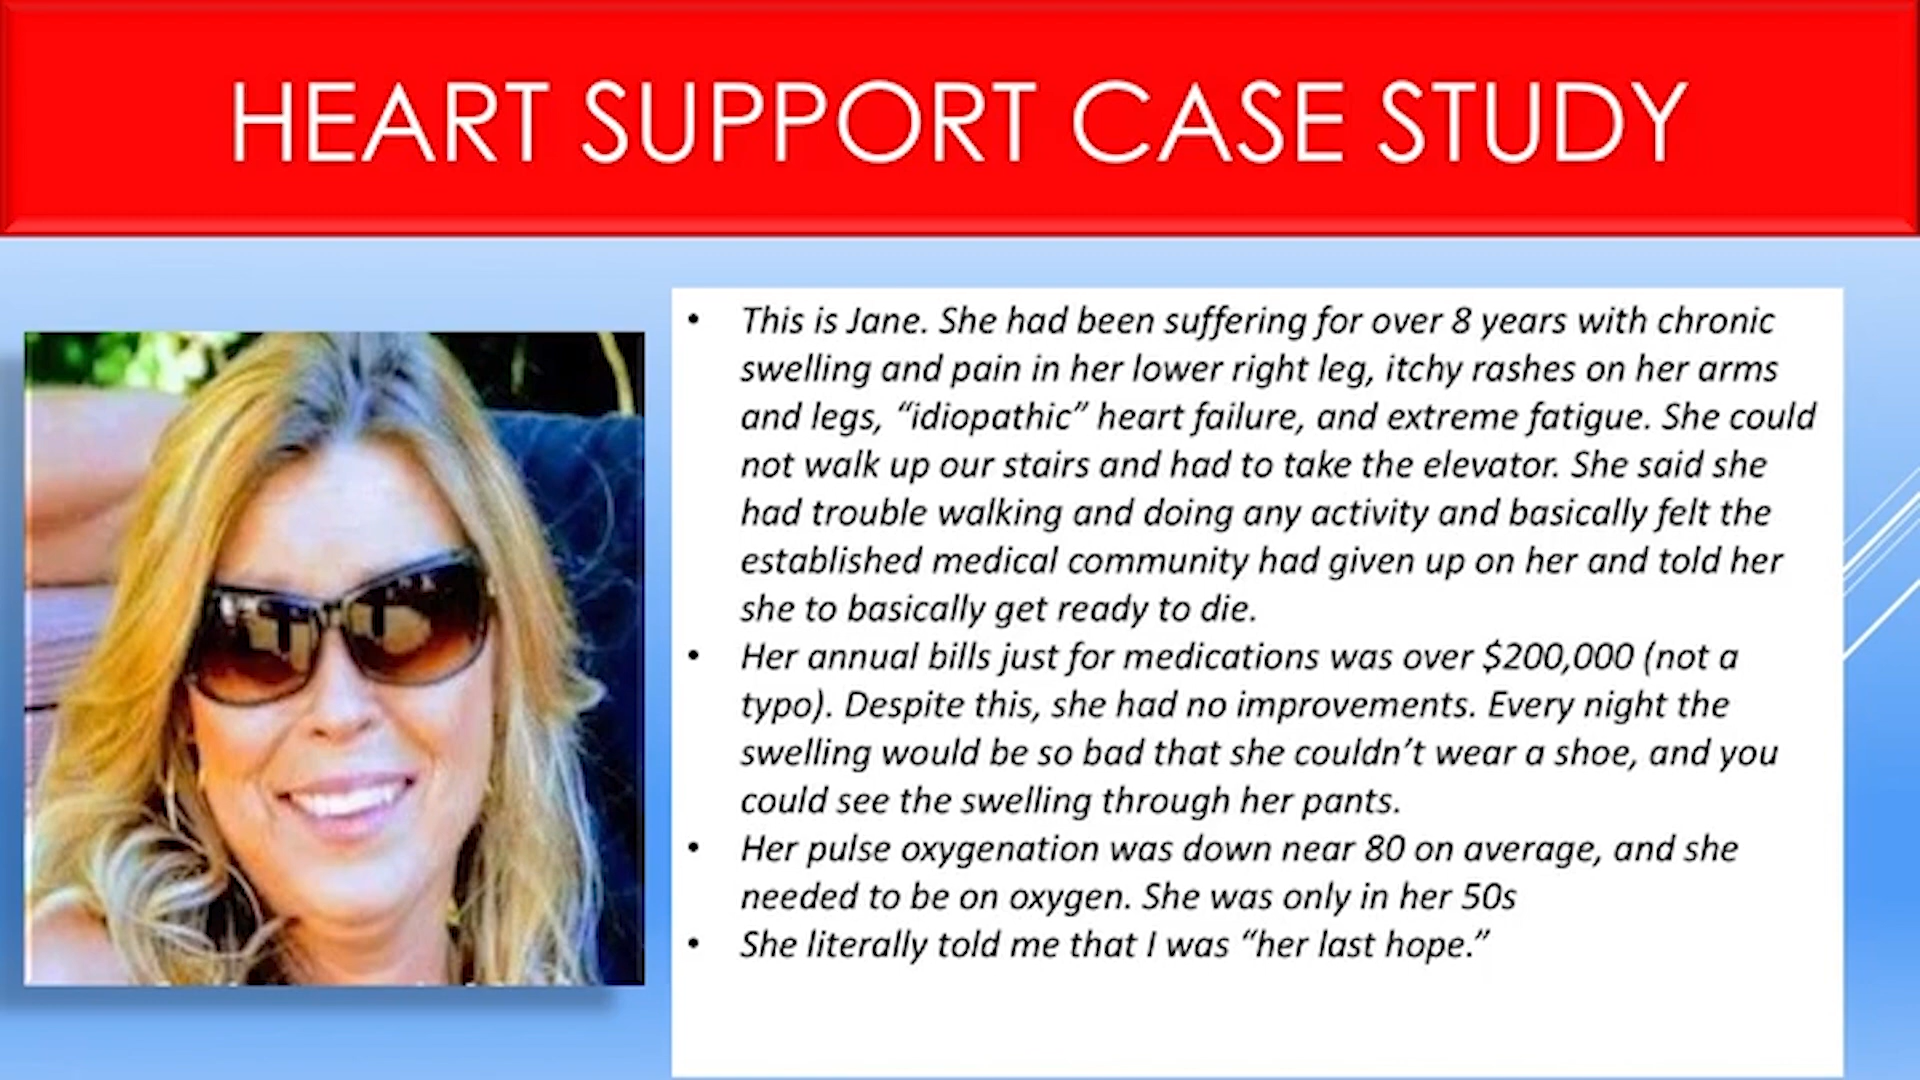 HEART SUPPORT CASE STUDY
• This is Jane. She had been suffering for over 8 years with chronic
swelling and pain in her lower right leg, itchy rashes on her arms
and legs, “idiopathic” heart failure, and extreme fatigue. She could
not walk up our stairs and had to take the elevator. She said she
had trouble walking and doing any activity and basically felt the
established medical community had given up on her and told her
she to basically get ready to die.
• Her annual bills just for medications was over $200,000 (not a
typo). Despite this, she had no improvements. Every night the
swelling would be so bad that she couldn’t wear a shoe, and you
could see the swelling through her pants.
• Her pulse oxygenation was down near 80 on average, and she
needed to be on oxygen. She was only in her 50s
• She literally told me that I was “her last hope.”